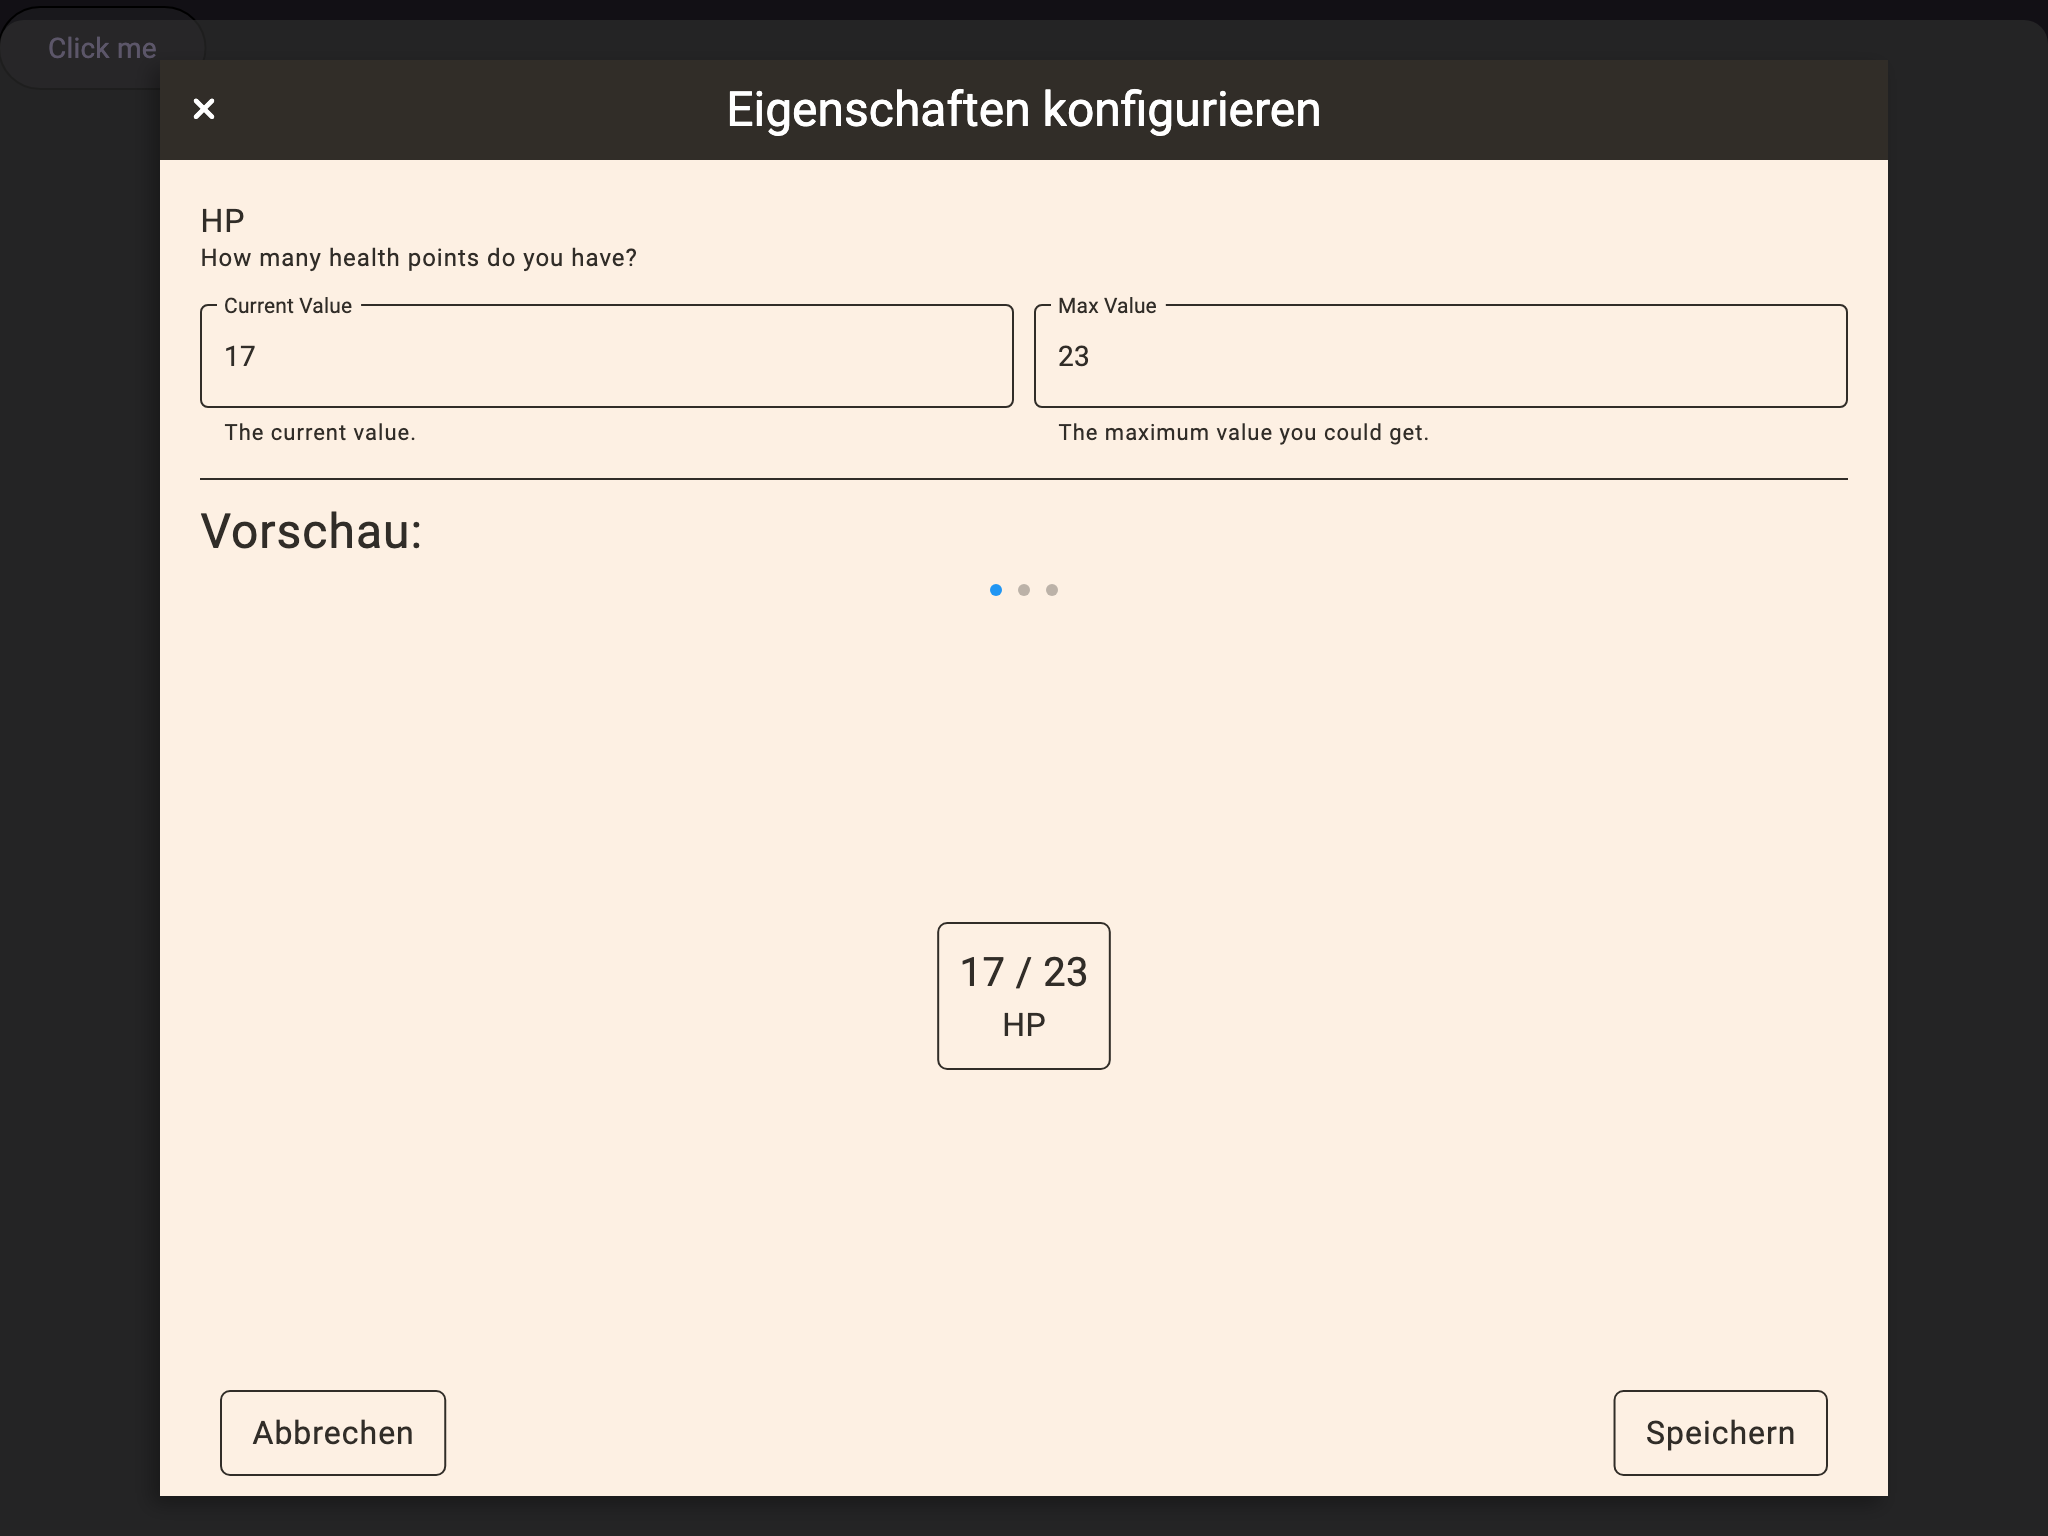 Click me
Eigenschaften konfigurieren
HP
How many health points do you have?
Current Value
17
The current value.
Max Value
23
The maximum value you could get.
Vorschau:
17 / 23
HP
Abbrechen
Speichern